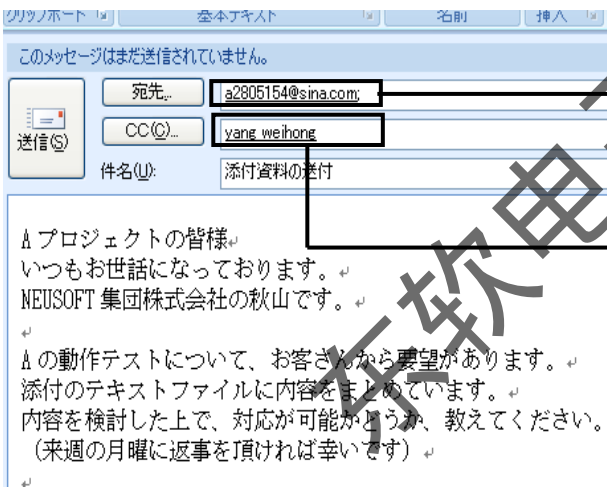 クリップボード 基本テキスト 名前 挿入
このメッセージはまだ送信されていません。
宛先... a2805154@sina.com;
送信(S) CC(C)... yang weihong
件名(U): 添付資料の送付
Aプロジェクトの皆様
いつもお世話になっております。
NEUSOFT集団株式会社の秋山です。
Aの動作テストについて、お客さんから要望があります。
添付のテキストファイルに内容をまとめています。
内容を検討した上で、対応が可能かどうか、教えてください。
（来週の月曜に返事を頂ければ幸いです）
东软电